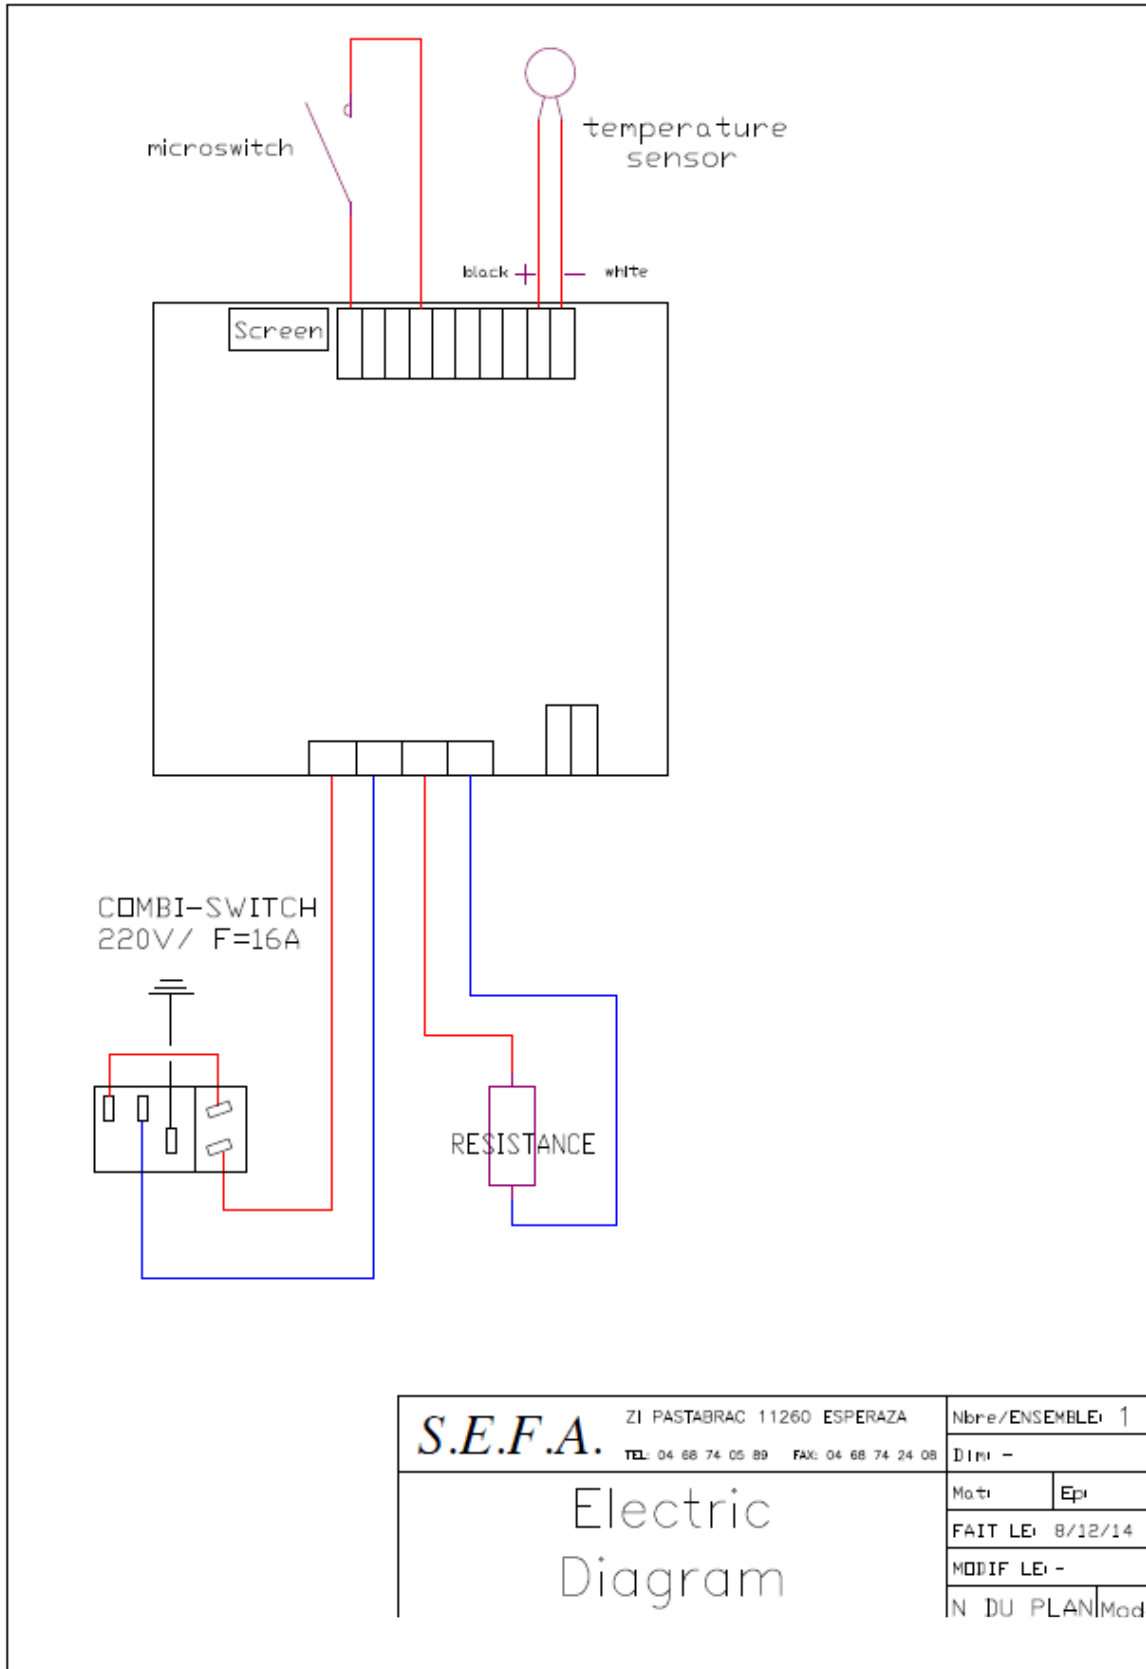 temperature
sensor
microswitch
black + - white
Screen
COMBI-SWITCH
220V/ F=16A
RESISTANCE
S.E.F.A.
ZI PASTABRAC 11260 ESPERAZA
TEL: 04 68 74 05 89 FAX: 04 68 74 24 08
Electric
Diagram
Nbre/ENSEMBLE: 1
Dim: -
Mat: Ep:
FAIT LE: 8/12/14
MODIF LE: -
N DU PLAN Mod